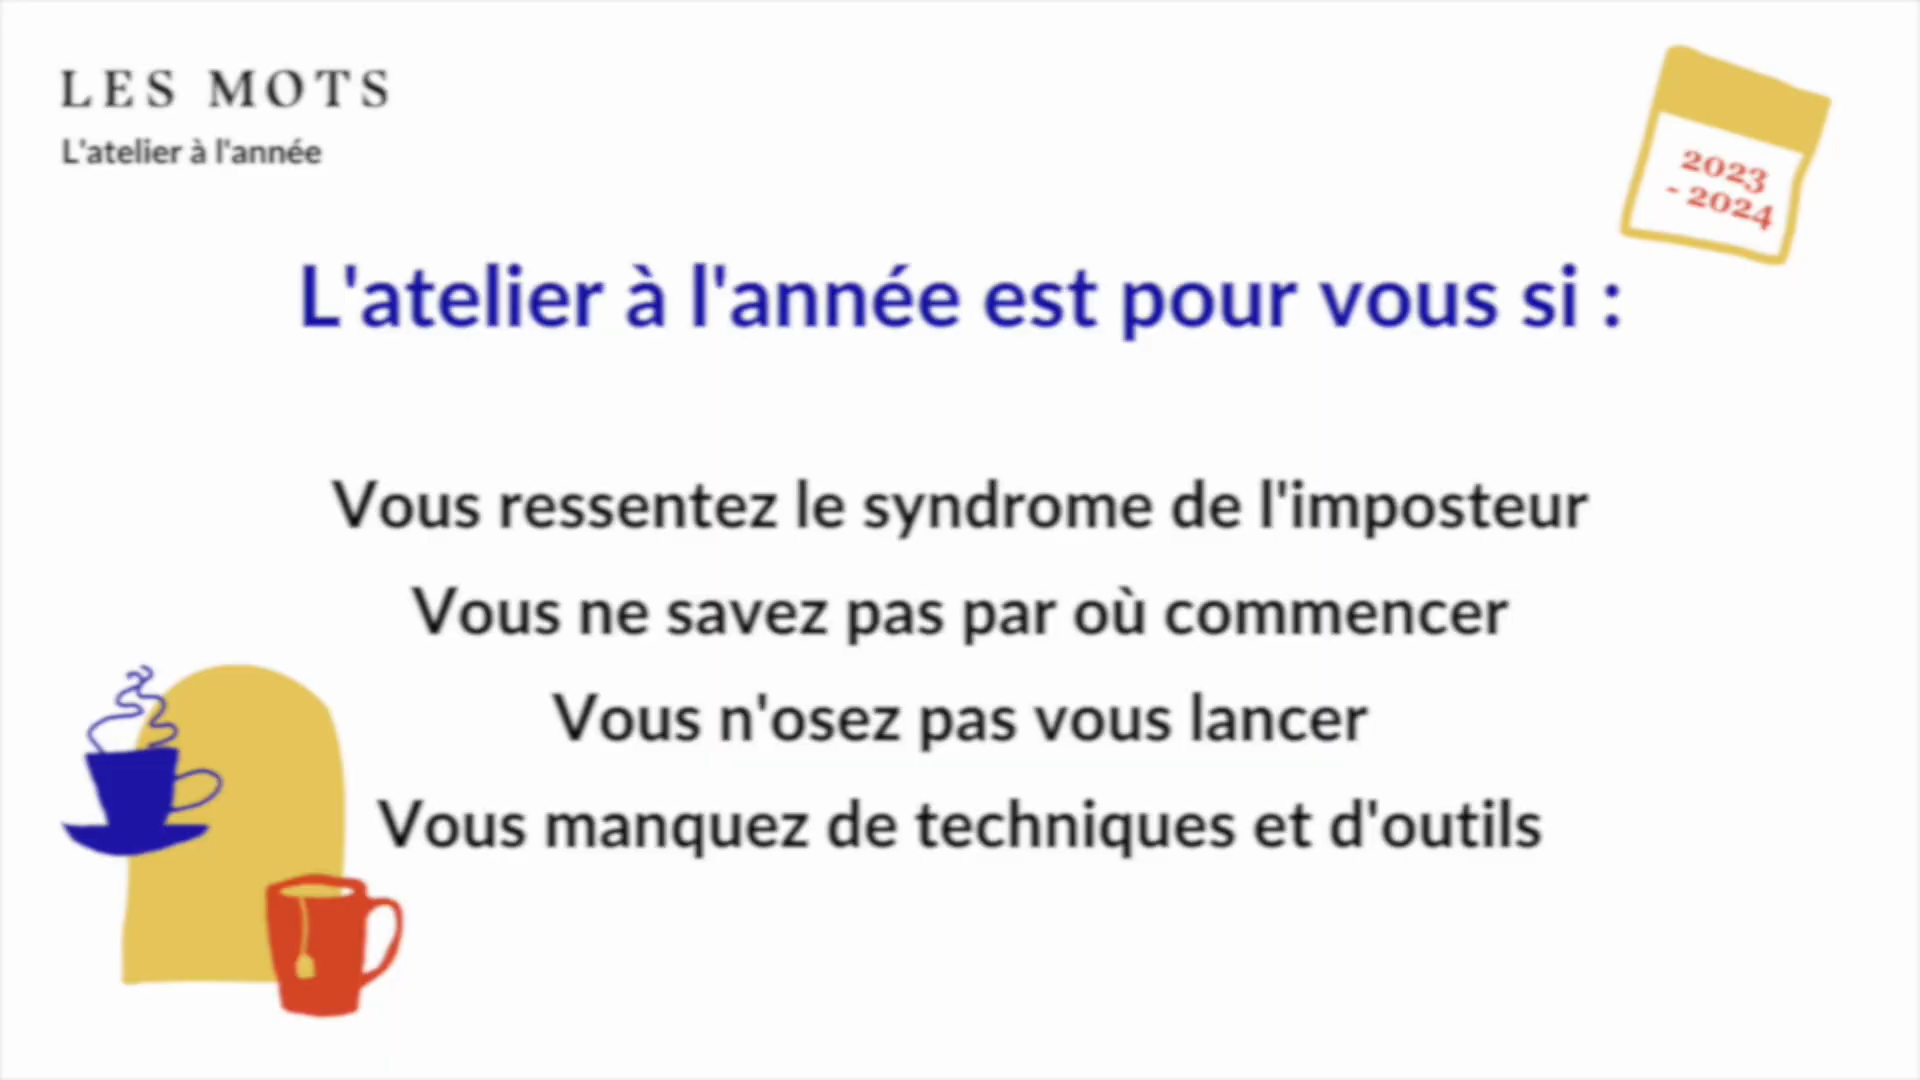 LES MOTS
L'atelier à l'année
2023
- 2024
L'atelier à l'année est pour vous si :
Vous ressentez le syndrome de l'imposteur
Vous ne savez pas par où commencer
Vous n'osez pas vous lancer
Vous manquez de techniques et d'outils